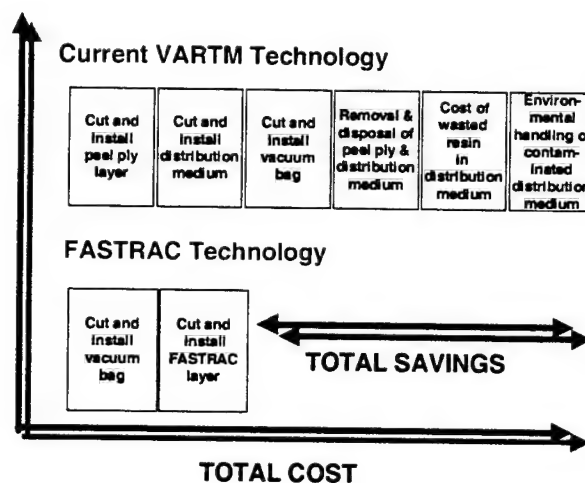 Current VARTM Technology
Cut and
install
peel ply
layer
Cut and
install
distribution
medium
Cut and
install
vacuum
bag
Removal &
disposal of
peel ply &
distribution
medium
Cost of
wasted
resin
in
distribution
medium
Environ-
mental
handling of
contam-
inated
distribution
medium
FASTRAC Technology
Cut and
install
vacuum
bag
Cut and
install
FASTRAC
layer
TOTAL SAVINGS
TOTAL COST